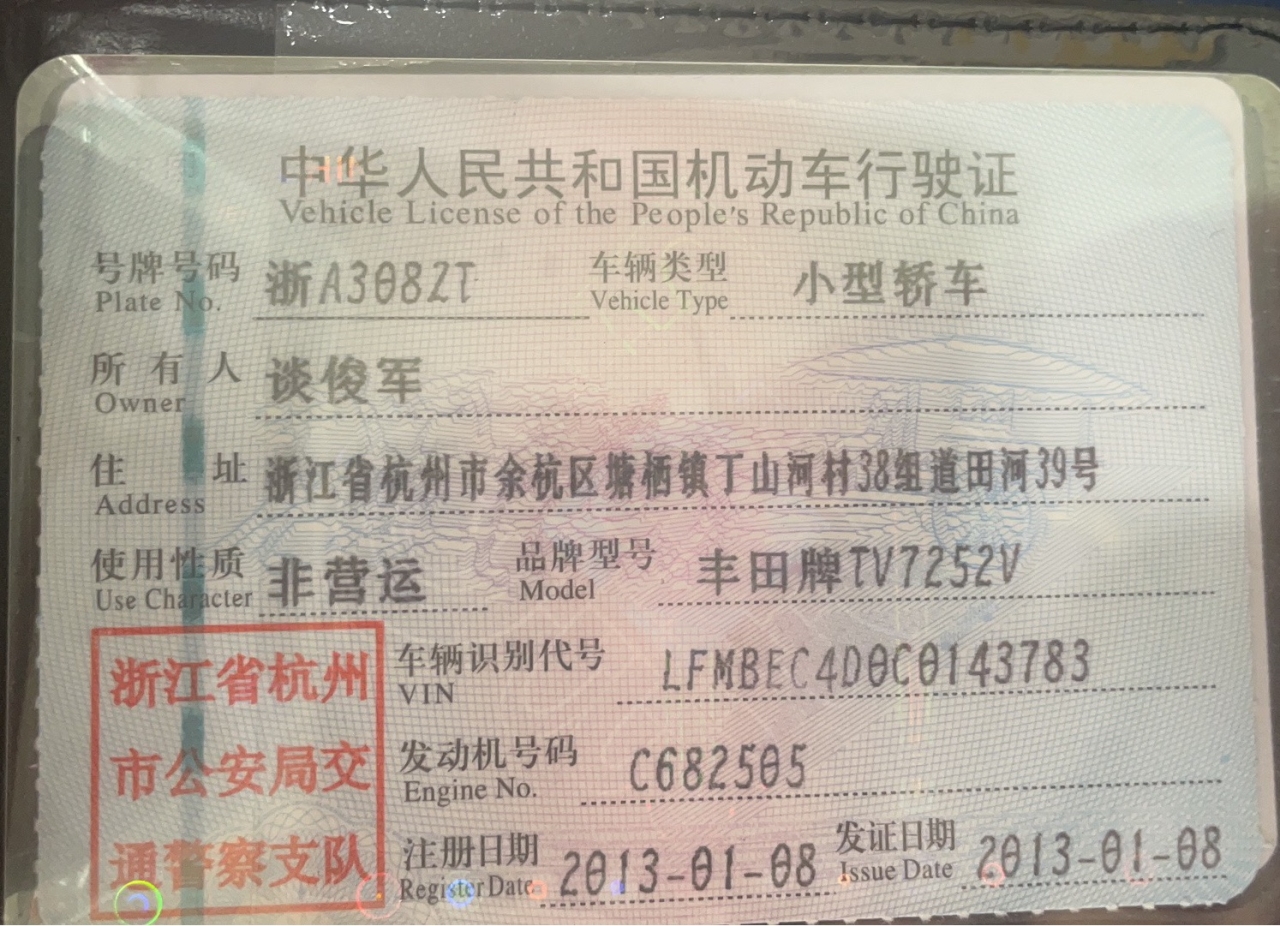 中华人民共和国机动车行驶证
Vehicle License of the People's Republic of China
号牌号码 浙A3082T 车辆类型 小型轿车
Plate No. Vehicle Type
所有人 谈俊军
Owner
住址 浙江省杭州市余杭区塘栖镇丁山河村38组道田河39号
Address
使用性质 非营运 品牌型号 丰田牌TV7252V
Use Character Model
浙江省杭州
市公安局交
通警察支队
车辆识别代号 LFMBEC4D0C0143783
VIN
发动机号码 C682505
Engine No.
注册日期 2013-01-08 发证日期 2013-01-08
Register Date Issue Date